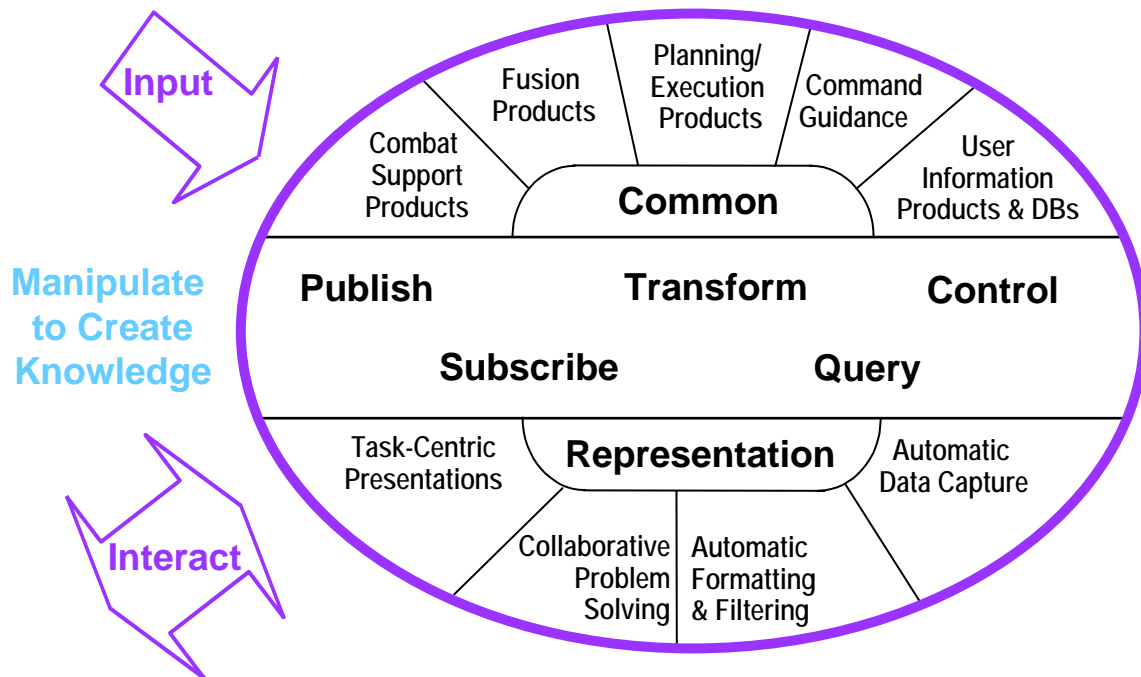 Input
Combat
Support
Products
Fusion
Products
Planning/
Execution
Products
Command
Guidance
User
Information
Products & DBs
Common
Manipulate
to Create
Knowledge
Publish
Transform
Control
Subscribe
Query
Interact
Task-Centric
Presentations
Representation
Automatic
Data Capture
Collaborative
Problem
Solving
Automatic
Formatting
& Filtering